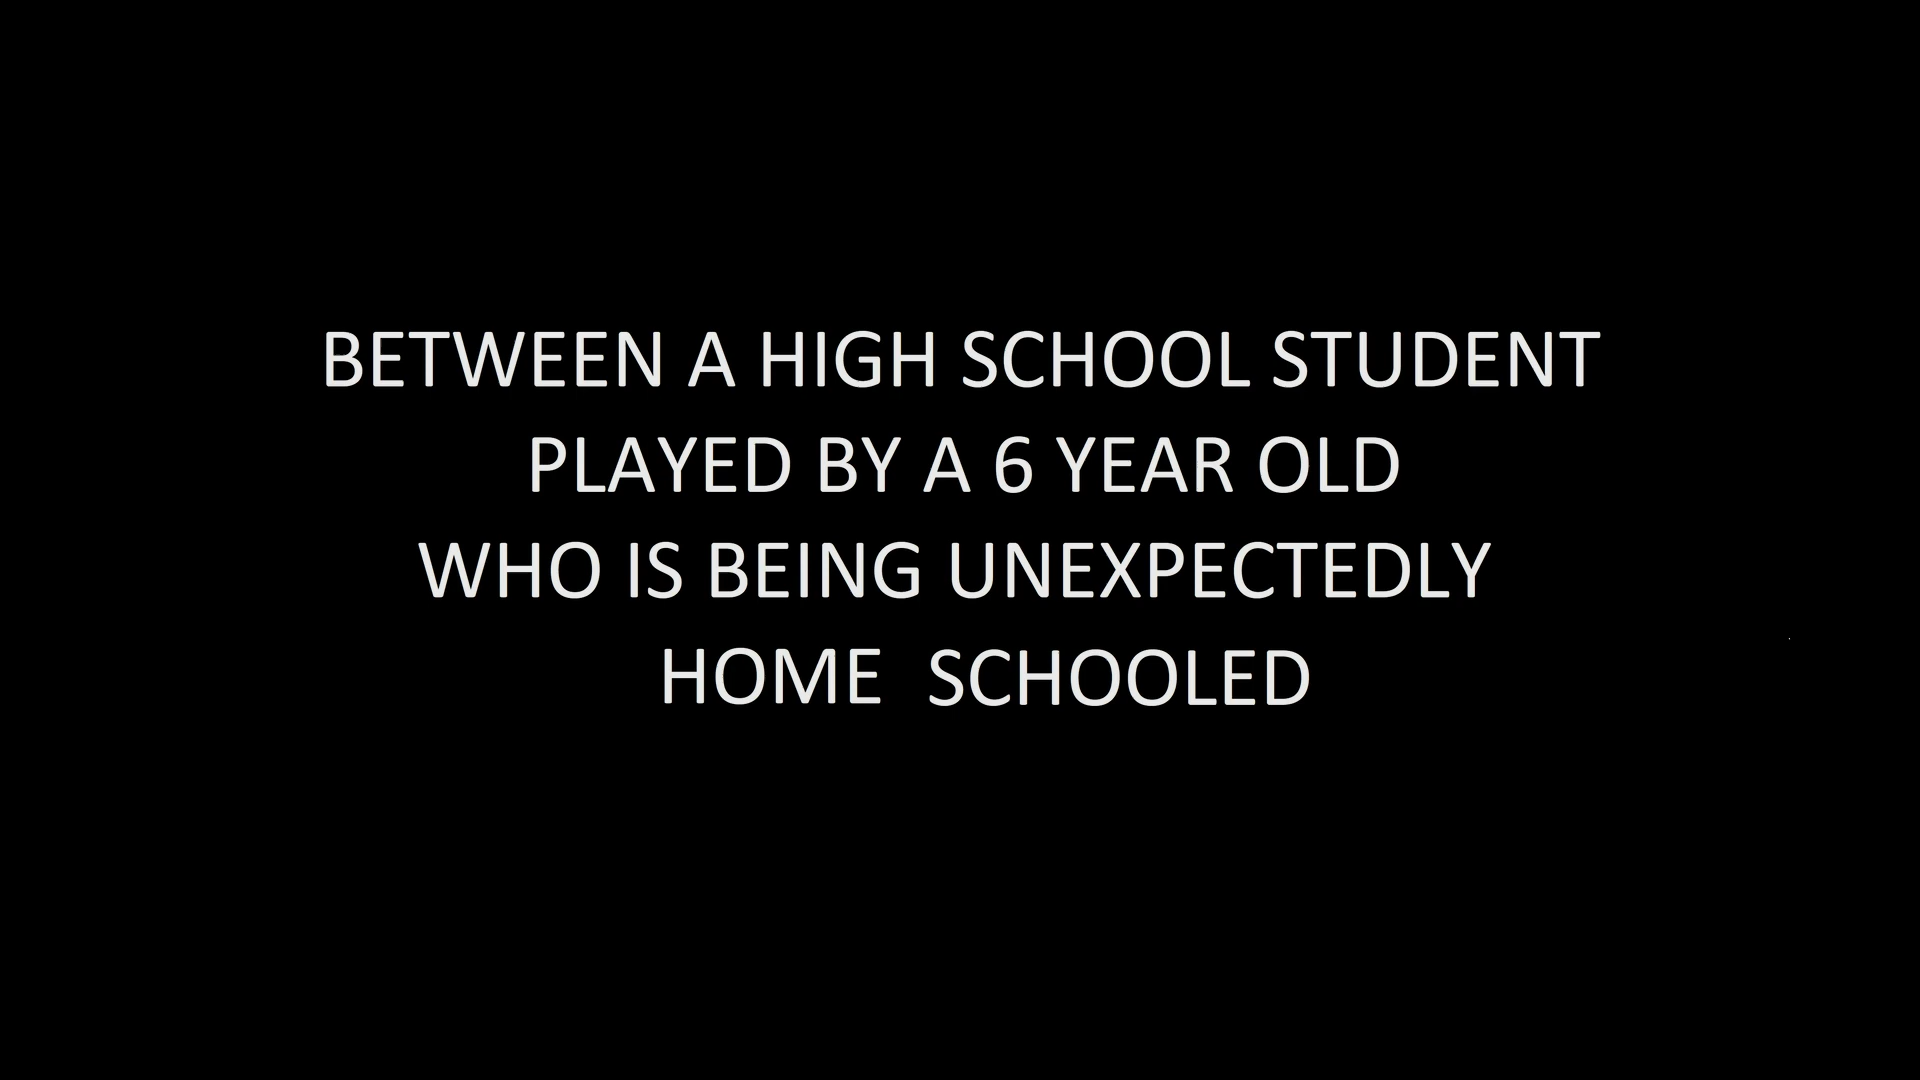 BETWEEN A HIGH SCHOOL STUDENT
PLAYED BY A 6 YEAR OLD
WHO IS BEING UNEXPECTEDLY
HOME SCHOOLED